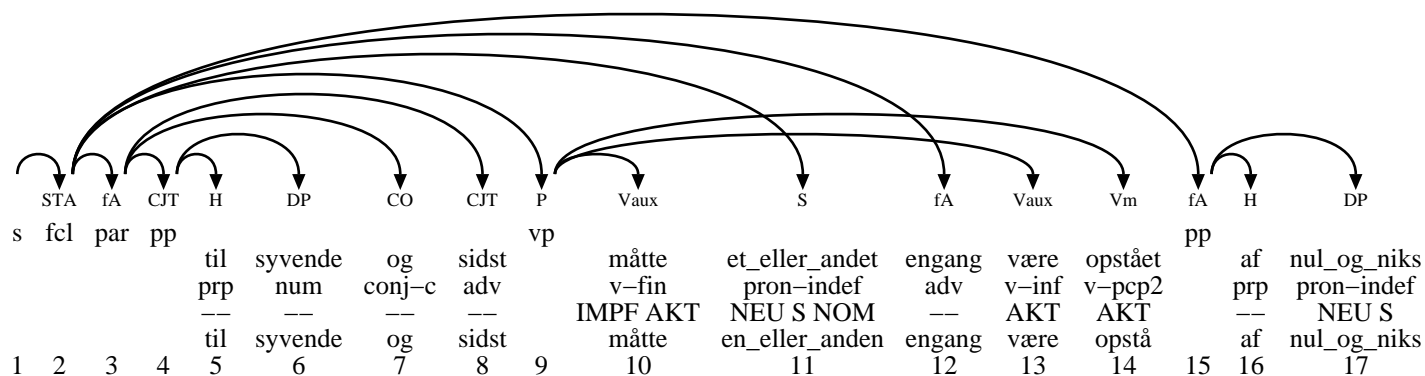 STA fA CJT H DP CO CJT P Vaux S fA Vaux Vm fA H DP
s fcl par pp vp pp
til syvende og sidst måtte et_eller_andet engang være opstået af nul_og_niks
prp num conj−c adv v−fin pron−indef adv v−inf v−pcp2 prp pron−indef
−− −− −− −− IMPF AKT NEU S NOM −− AKT AKT −− NEU S
til syvende og sidst måtte en_eller_anden engang være opstå af nul_og_niks
1 2 3 4 5 6 7 8 9 10 11 12 13 14 15 16 17